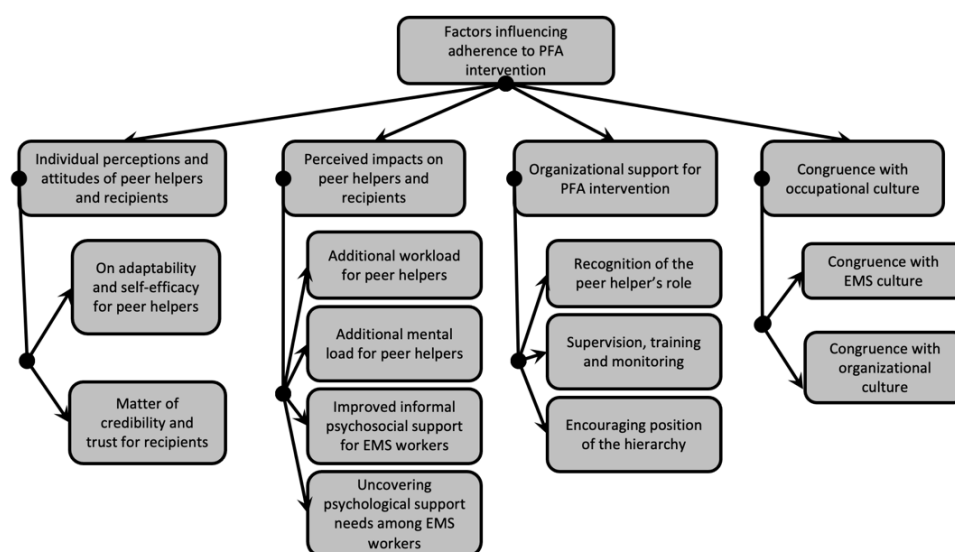 Factors influencing
adherence to PFA
intervention
Individual perceptions and
attitudes of peer helpers
and recipients
Perceived impacts on
peer helpers and
recipients
Organizational support for
PFA intervention
Congruence with
occupational culture
On adaptability
and self-efficacy
for peer helpers
Matter of
credibility and
trust for recipients
Additional workload
for peer helpers
Additional mental
load for peer helpers
Improved informal
psychosocial support
for EMS workers
Uncovering
psychological support
needs among EMS
workers
Recognition of the
peer helper's role
Supervision, training
and monitoring
Encouraging position
of the hierarchy
Congruence with
EMS culture
Congruence with
organizational
culture